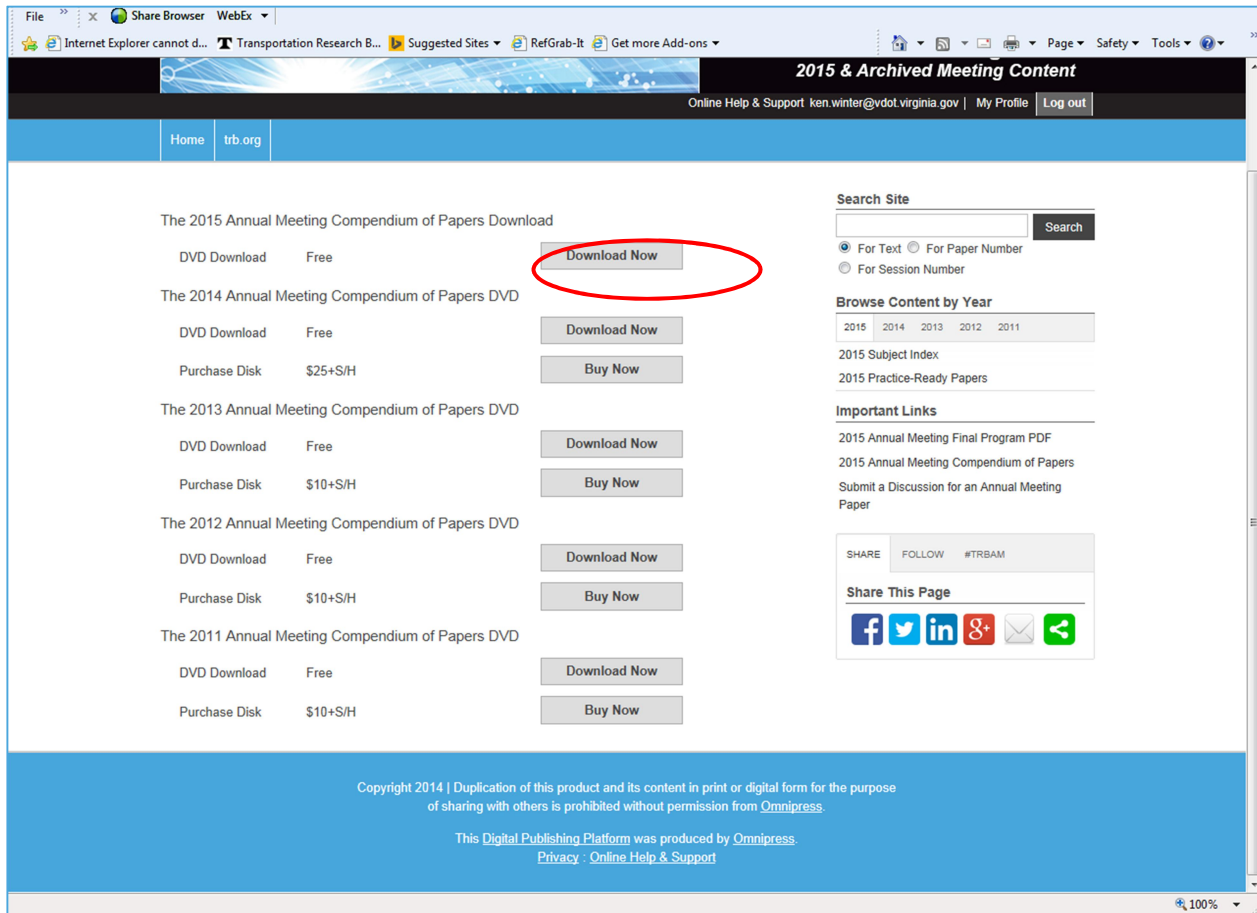 File » x Share Browser WebEx
Internet Explorer cannot d... Transportation Research B... Suggested Sites RefGrab-It Get more Add-ons Page Safety Tools »
2015 & Archived Meeting Content
Online Help & Support ken.winter@vdot.virginia.gov | My Profile Log out
Home trb.org
The 2015 Annual Meeting Compendium of Papers Download
DVD Download Free Download Now
The 2014 Annual Meeting Compendium of Papers DVD
DVD Download Free Download Now
Purchase Disk $25+S/H Buy Now
The 2013 Annual Meeting Compendium of Papers DVD
DVD Download Free Download Now
Purchase Disk $10+S/H Buy Now
The 2012 Annual Meeting Compendium of Papers DVD
DVD Download Free Download Now
Purchase Disk $10+S/H Buy Now
The 2011 Annual Meeting Compendium of Papers DVD
DVD Download Free Download Now
Purchase Disk $10+S/H Buy Now
Search Site
Search
For Text For Paper Number
For Session Number
Browse Content by Year
2015 2014 2013 2012 2011
2015 Subject Index
2015 Practice-Ready Papers
Important Links
2015 Annual Meeting Final Program PDF
2015 Annual Meeting Compendium of Papers
Submit a Discussion for an Annual Meeting
Paper
SHARE FOLLOW #TRBAM
Share This Page
Copyright 2014 | Duplication of this product and its content in print or digital form for the purpose
of sharing with others is prohibited without permission from Omnipress.
This Digital Publishing Platform was produced by Omnipress.
Privacy : Online Help & Support
100%